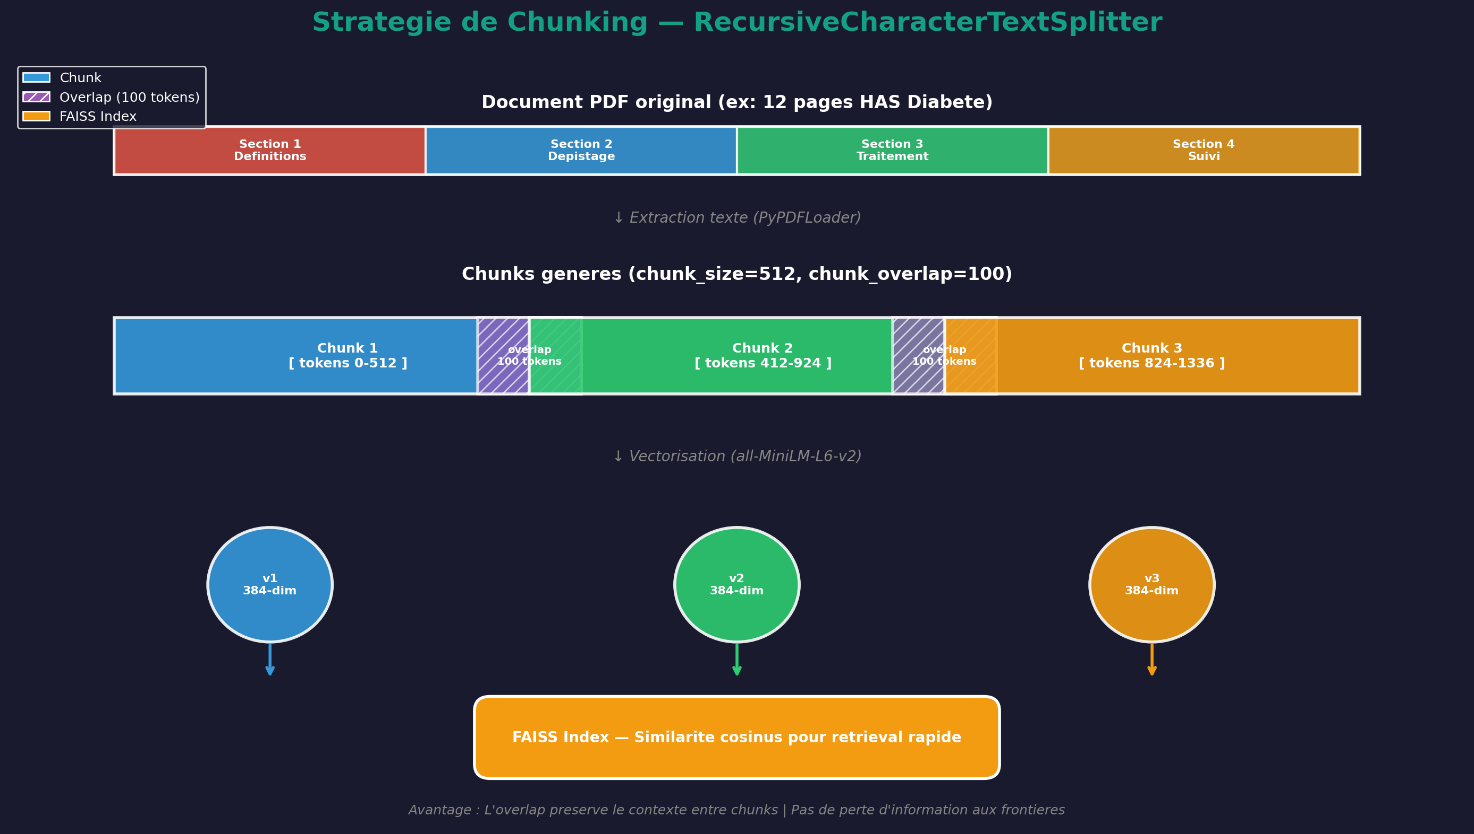 Strategie de Chunking — RecursiveCharacterTextSplitter
Chunk
Overlap (100 tokens)
FAISS Index
Document PDF original (ex: 12 pages HAS Diabete)
Section 1
Definitions
Section 2
Depistage
Section 3
Traitement
Section 4
Suivi
↓ Extraction texte (PyPDFLoader)
Chunks generes (chunk_size=512, chunk_overlap=100)
Chunk 1
[ tokens 0-512 ]
overlap
100 tokens
Chunk 2
[ tokens 412-924 ]
overlap
100 tokens
Chunk 3
[ tokens 824-1336 ]
↓ Vectorisation (all-MiniLM-L6-v2)
v1
384-dim
v2
384-dim
v3
384-dim
FAISS Index — Similarite cosinus pour retrieval rapide
Avantage : L'overlap preserve le contexte entre chunks | Pas de perte d'information aux frontieres